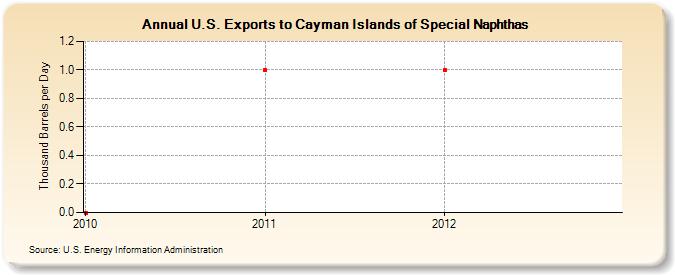 Annual U.S. Exports to Cayman Islands of Special Naphthas
Thousand Barrels per Day
1.2
1.0
0.8
0.6
0.4
0.2
0.0
2010 2011 2012
Source: U.S. Energy Information Administration